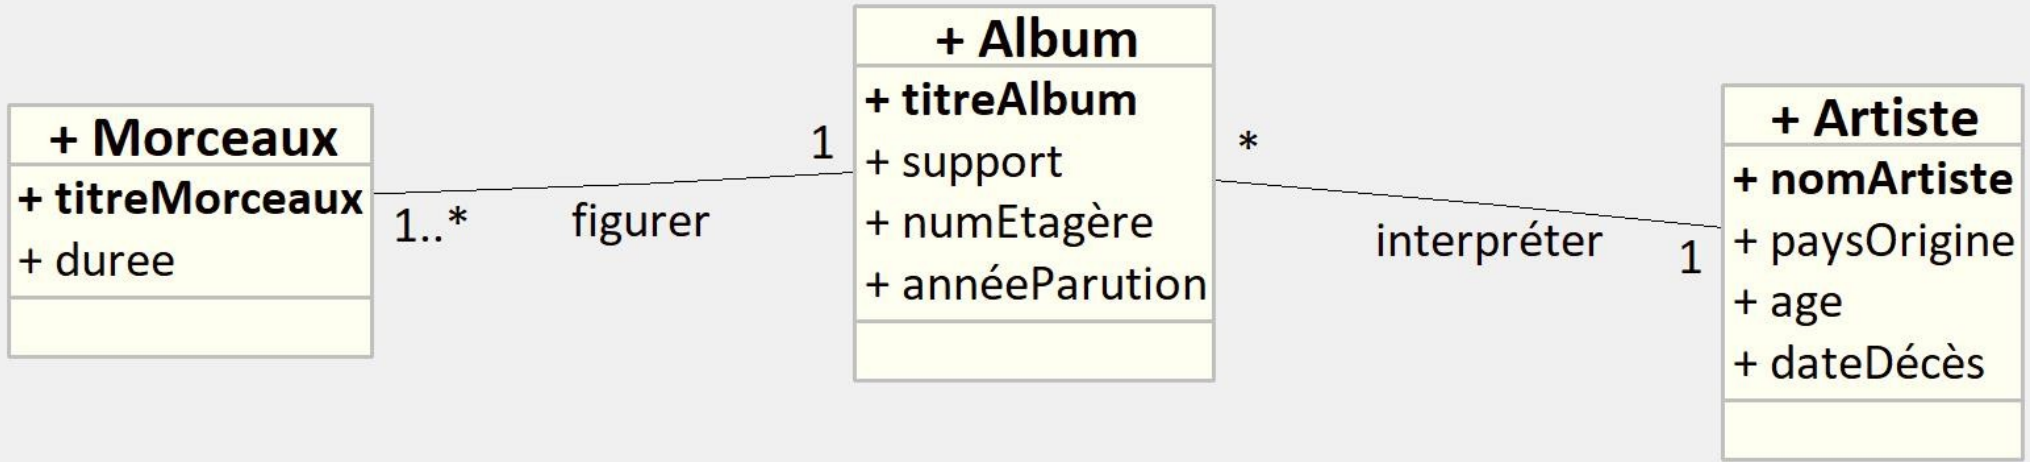 + Morceaux
+ titreMorceaux
+ duree
1..*
figurer
1
+ Album
+ titreAlbum
+ support
+ numEtagère
+ annéeParution
*
interpréter
1
+ Artiste
+ nomArtiste
+ paysOrigine
+ age
+ dateDécès